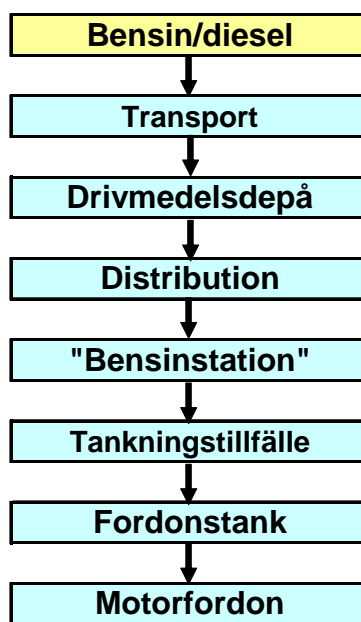 Bensin/diesel
Transport
Drivmedelsdepå
Distribution
"Bensinstation"
Tankningstillfälle
Fordonstank
Motorfordon